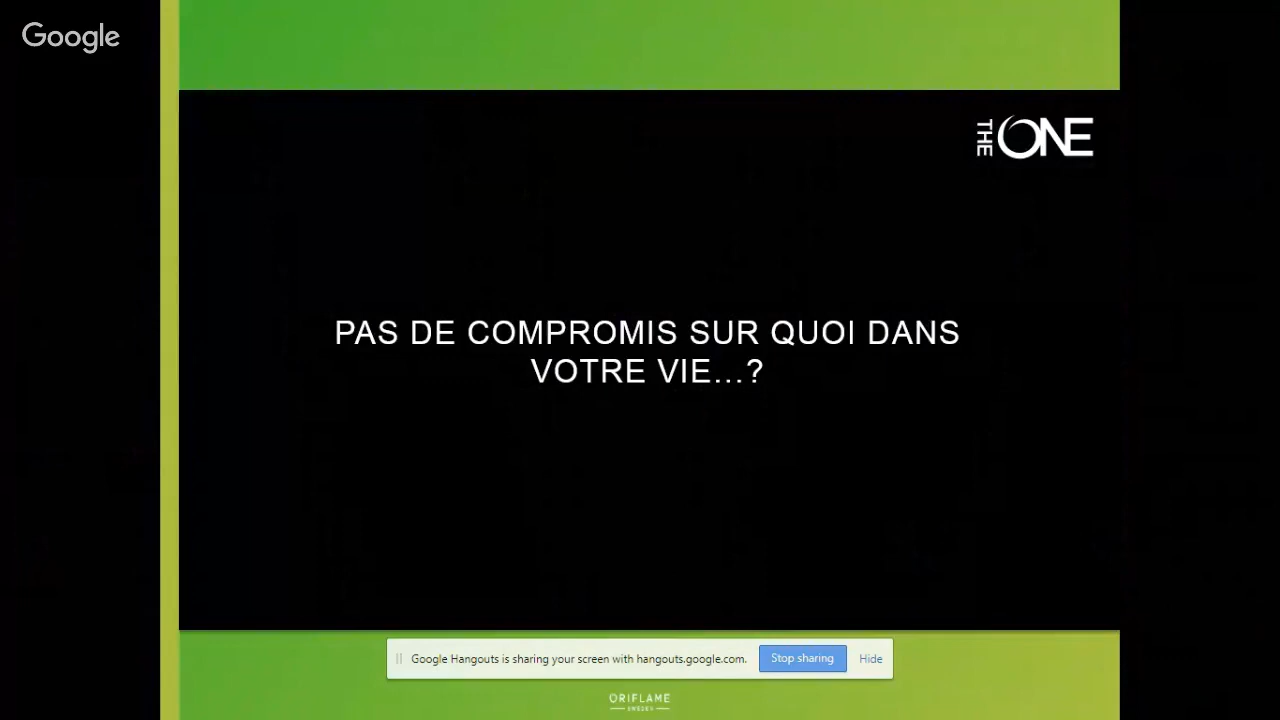 Google
THE ONE
PAS DE COMPROMIS SUR QUOI DANS
VOTRE VIE...?
Google Hangouts is sharing your screen with hangouts.google.com.
Stop sharing
Hide
ORIFLAME
SWEDEN